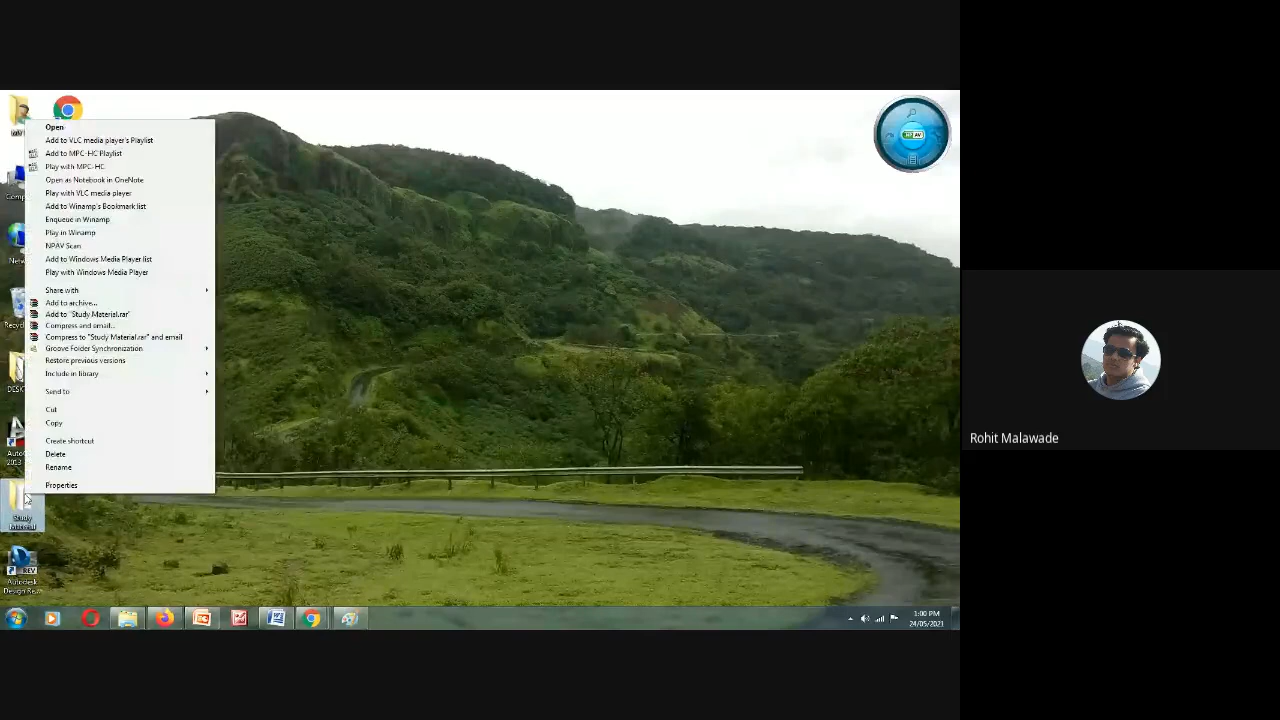 Open
Add to VLC media player's Playlist
Add to MPC-HC Playlist
Play with MPC-HC
Open as Notebook in OneNote
Play with VLC media player
Add to Winamp's Bookmark list
Enqueue in Winamp
Play in Winamp
NPAV Scan
Add to Windows Media Player list
Play with Windows Media Player
Share with
Add to archive...
Add to "Study Material.rar"
Compress and email...
Compress to "Study Material.rar" and email
Groove Folder Synchronization
Restore previous versions
Include in library
Send to
Cut
Copy
Create shortcut
Delete
Rename
Properties
Study
Material
Autodesk
Design Re...
2013
1:00 PM
24/05/2021
Rohit Malawade